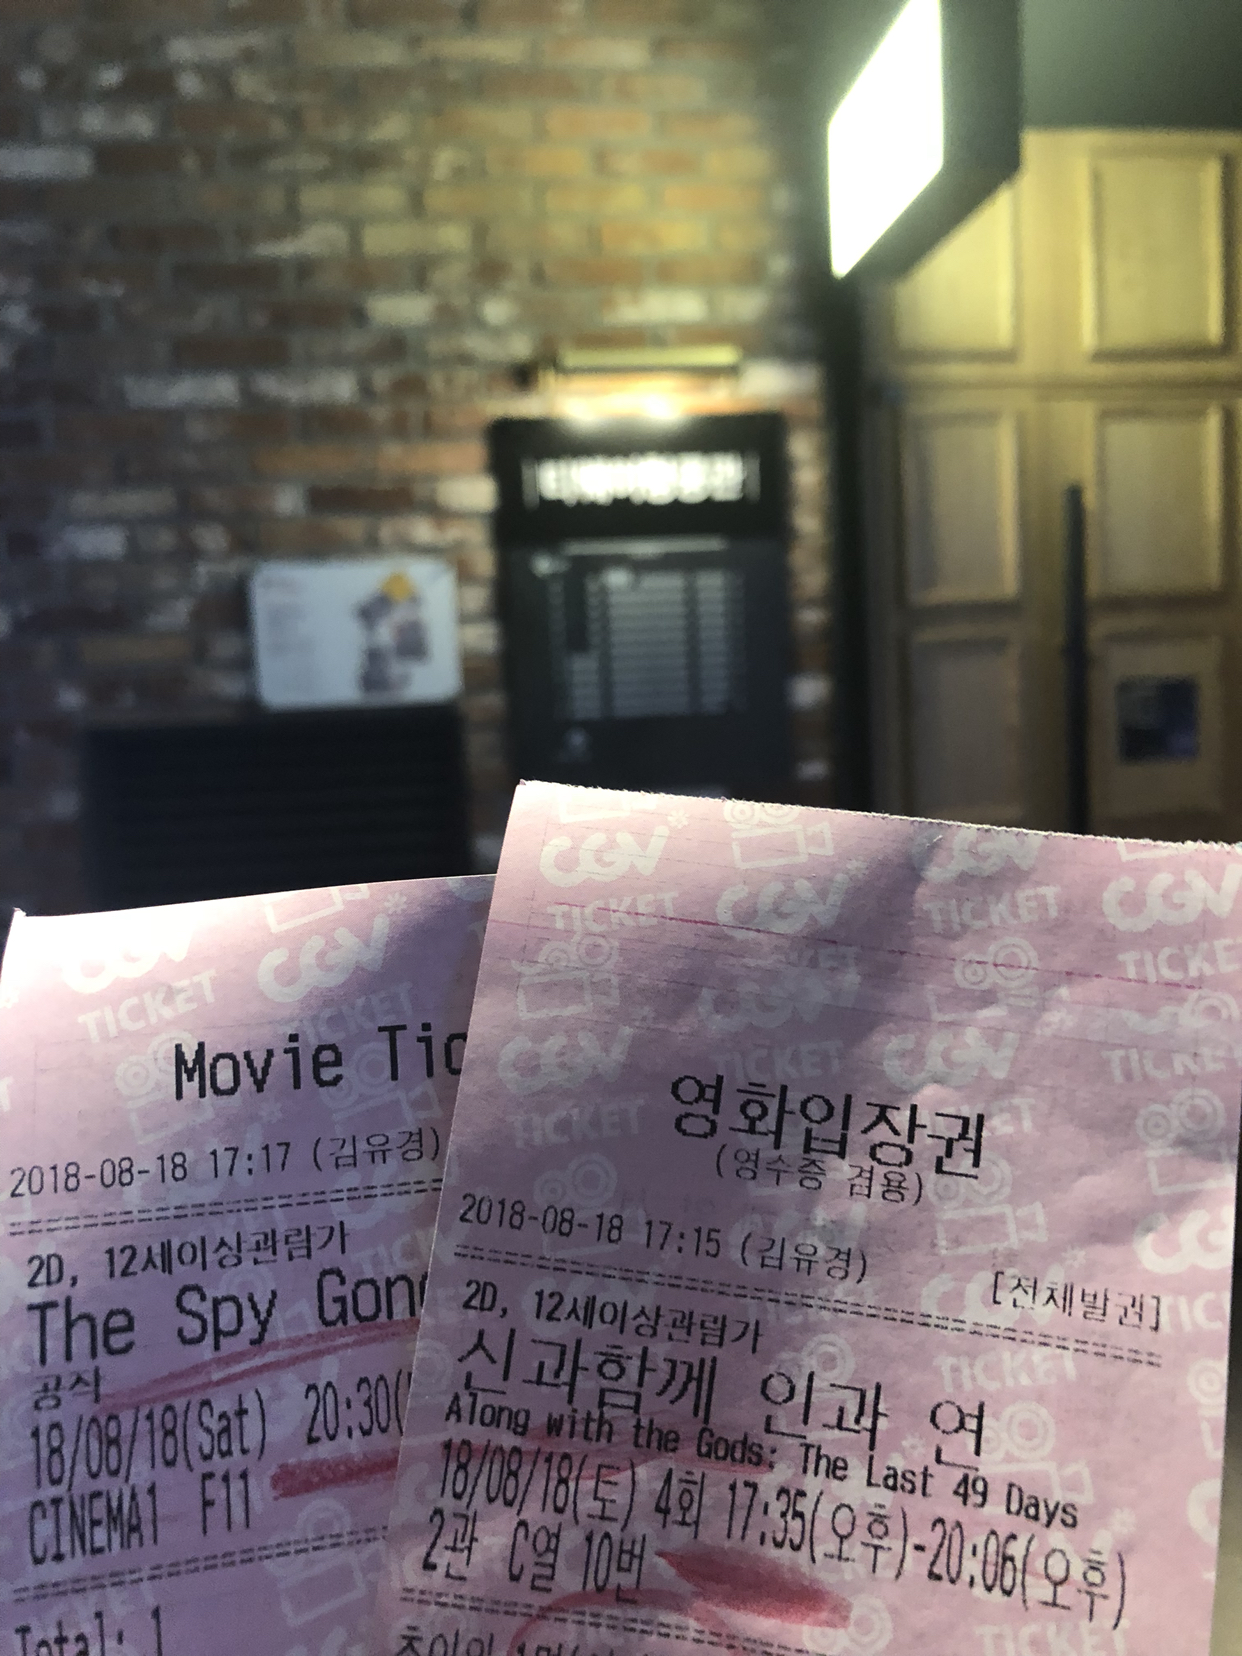 Movie Tic
2018-08-18 17:17 (김유경)
2D, 12세이상관람가
The Spy Gon
공작
18/08/18(Sat) 20:30(
CINEMA1 F11
Total: 1
CGV
TICKET
영화입장권
(영수증 겸용)
2018-08-18 17:15 (김유경)
[전체발권]
2D, 12세이상관람가
신과함께 인과 연
Along with the Gods: The Last 49 Days
18/08/18(토) 4회 17:35(오후)-20:06(오후)
2관 C열 10번